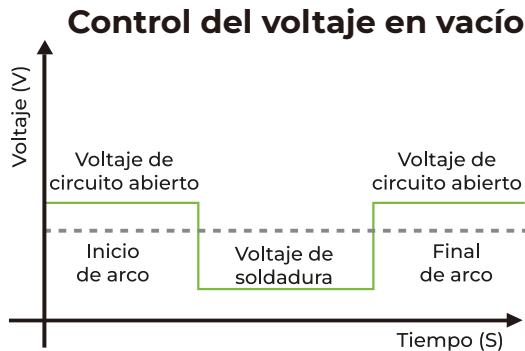 Control del voltaje en vacío
Voltaje (V)
Voltaje de
circuito abierto
Voltaje de
circuito abierto
Inicio
de arco
Voltaje de
soldadura
Final
de arco
Tiempo (S)